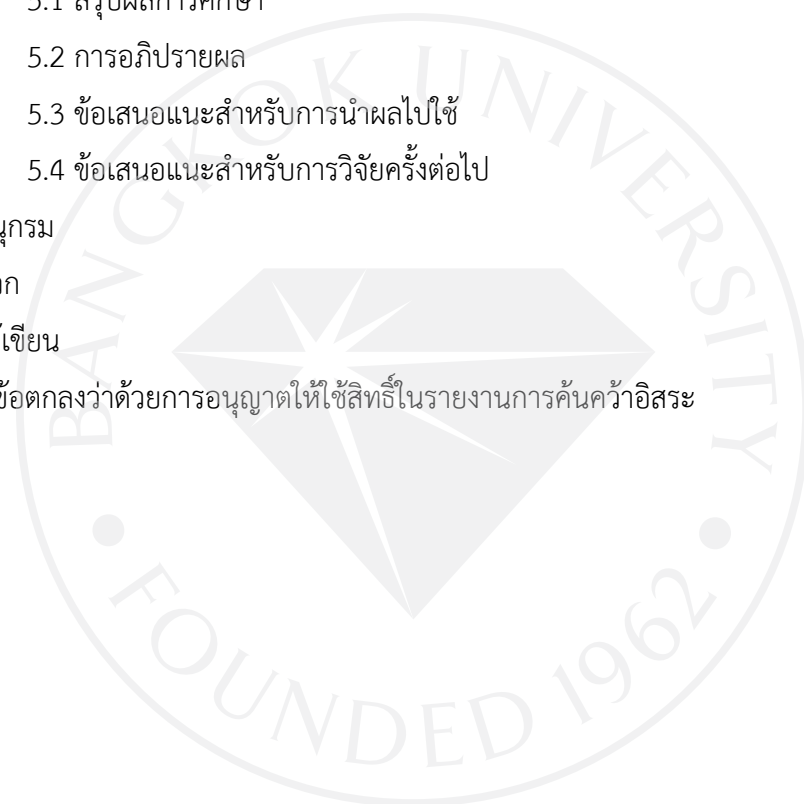 5.1 สรุปผลการศึกษา
5.2 การอภิปรายผล
5.3 ข้อเสนอแนะสำหรับการนำผลไปใช้
5.4 ข้อเสนอแนะสำหรับการวิจัยครั้งต่อไป
นุกรม
วก
ู้เขียน
ข้อตกลงว่าด้วยการอนุญาตให้ใช้สิทธิ์ในรายงานการค้นคว้าอิสระ
BANGKOK UNIVERSITY
FOUNDED 1962